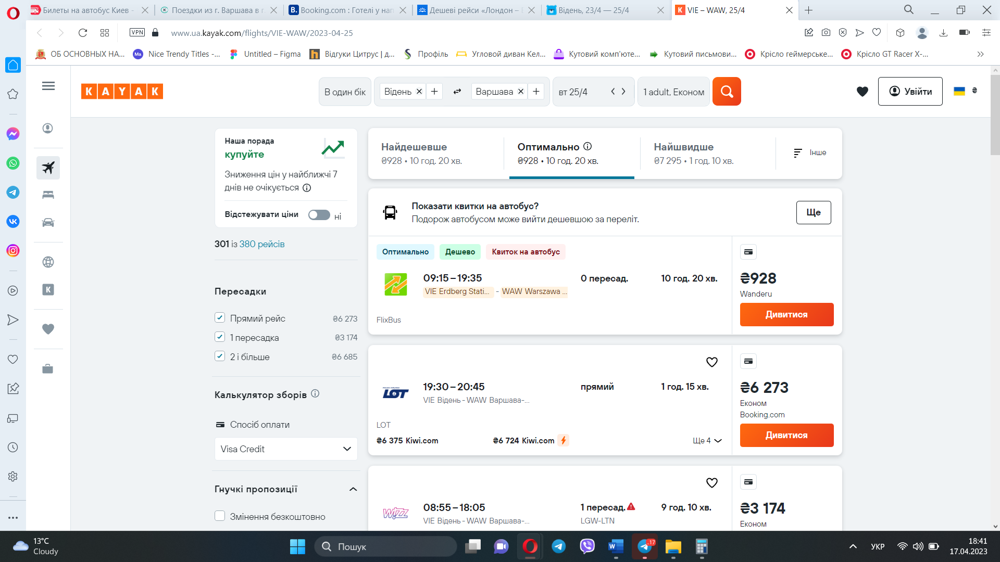 Билеты на автобус Киев -
Поездки из г. Варшава в г
Booking.com : Готелі у нап
Дешеві рейси «Лондон –
Відень, 23/4 — 25/4
VIE – WAW, 25/4
VPN
www.ua.kayak.com/flights/VIE-WAW/2023-04-25
ОБ ОСНОВНЫХ НА...
Nice Trendy Titles -...
Untitled – Figma
Відгуки Цитрус | д...
Профіль
Угловой диван Кел...
Кутовий комп'юте...
Кутовий письмови...
Крісло геймерське...
Крісло GT Racer X-...
KAYAK
В один бік
Відень
Варшава
вт 25/4
1 adult, Економ
Увійти
₴
Наша порада
купуйте
Зниження цін у найближчі 7
днів не очікується
Відстежувати ціни
ні
301 із 380 рейсів
Пересадки
Прямий рейс ₴6 273
1 пересадка ₴3 174
2 і більше ₴6 685
Калькулятор зборів
Спосіб оплати
Visa Credit
Гнучкі пропозиції
Змінення безкоштовно
Найдешевше
₴928 • 10 год. 20 хв.
Оптимально
₴928 • 10 год. 20 хв.
Найшвидше
₴7 295 • 1 год. 10 хв.
Інше
Показати квитки на автобус?
Подорож автобусом може вийти дешевшою за переліт.
Ще
Оптимально Дешево Квиток на автобус
09:15 – 19:35 0 пересад. 10 год. 20 хв.
VIE Erdberg Stati... - WAW Warszawa ...
FlixBus
₴928
Wanderu
Дивитися
LOT
19:30 – 20:45 прямий 1 год. 15 хв.
VIE Відень - WAW Варшава-...
LOT
₴6 375 Kiwi.com ₴6 724 Kiwi.com Ще 4
₴6 273
Економ
Booking.com
Дивитися
WIZZ
08:55 – 18:05 1 пересад. 9 год. 10 хв.
VIE Відень - WAW Варшава-...
LGW-LTN
₴3 174
Економ
13°C
Cloudy
Пошук
..17
УКР
18:41
17.04.2023